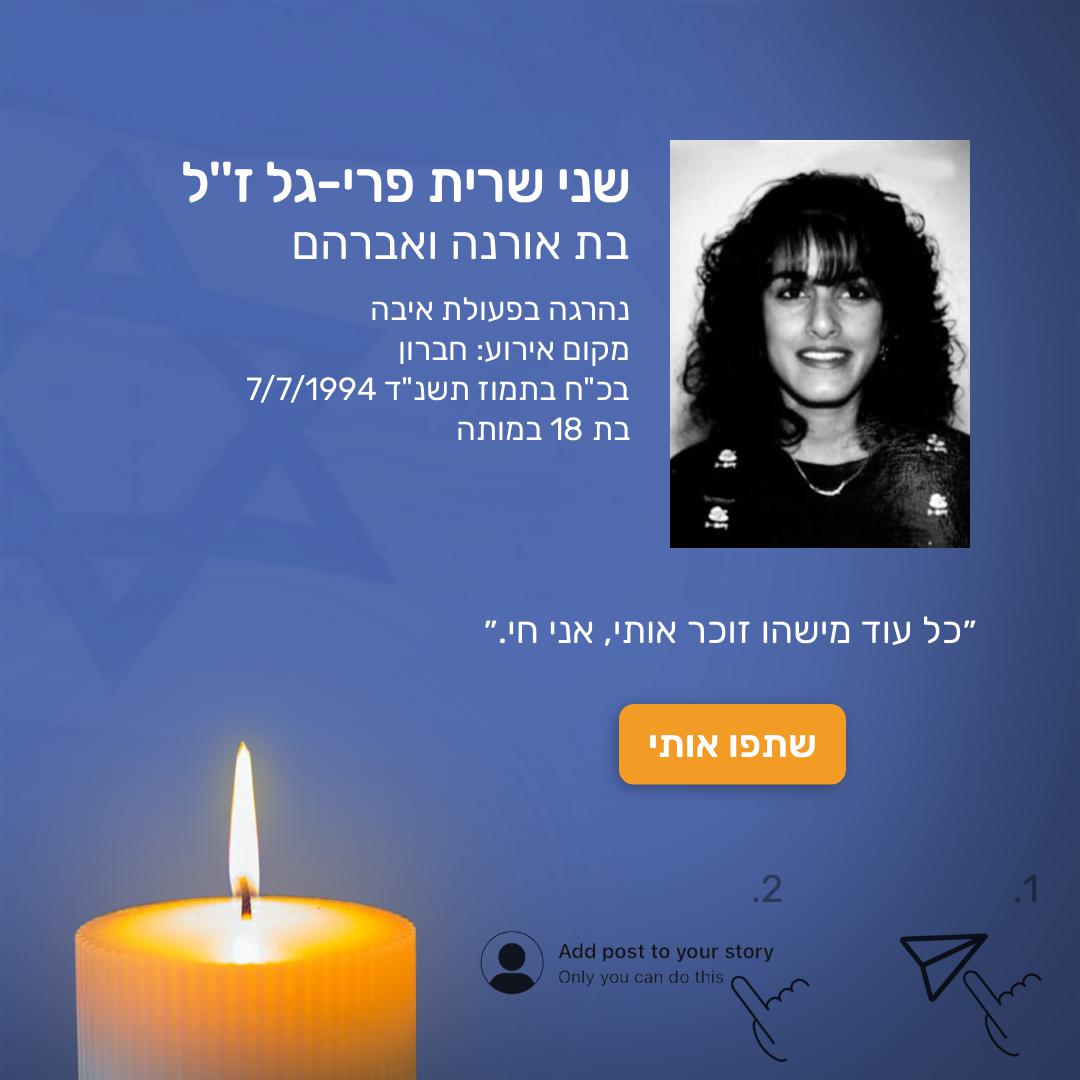 שני שרית פרי-גל ז"ל
בת אורנה ואברהם
נהרגה בפעולת איבה
מקום אירוע: חברון
בכ"ח בתמוז תשנ"ד 7/7/1994
בת 18 במותה
״כל עוד מישהו זוכר אותי, אני חי.״
שתפו אותי
1.
2.
Add post to your story
Only you can do this